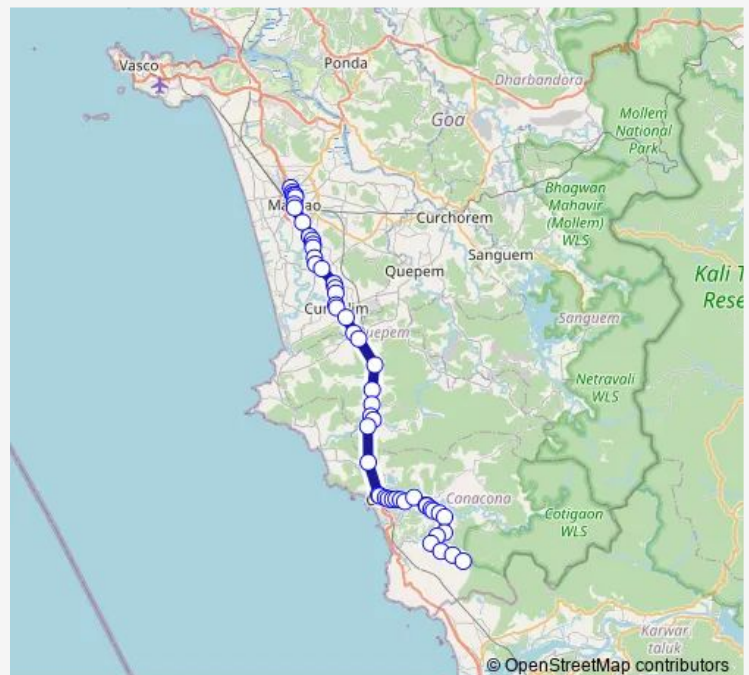 Vasco
Ponda
Dharbandora
Goa
Mollem
National
Park
Bhagwan
Mahavir
(Mollem)
WLS
Curchorem
Sanguem
Quepem
Kali
Rese
Sanguem
Netravali
WLS
Canacona
Cotigaon
WLS
Karwar
taluk
© OpenStreetMap contributors